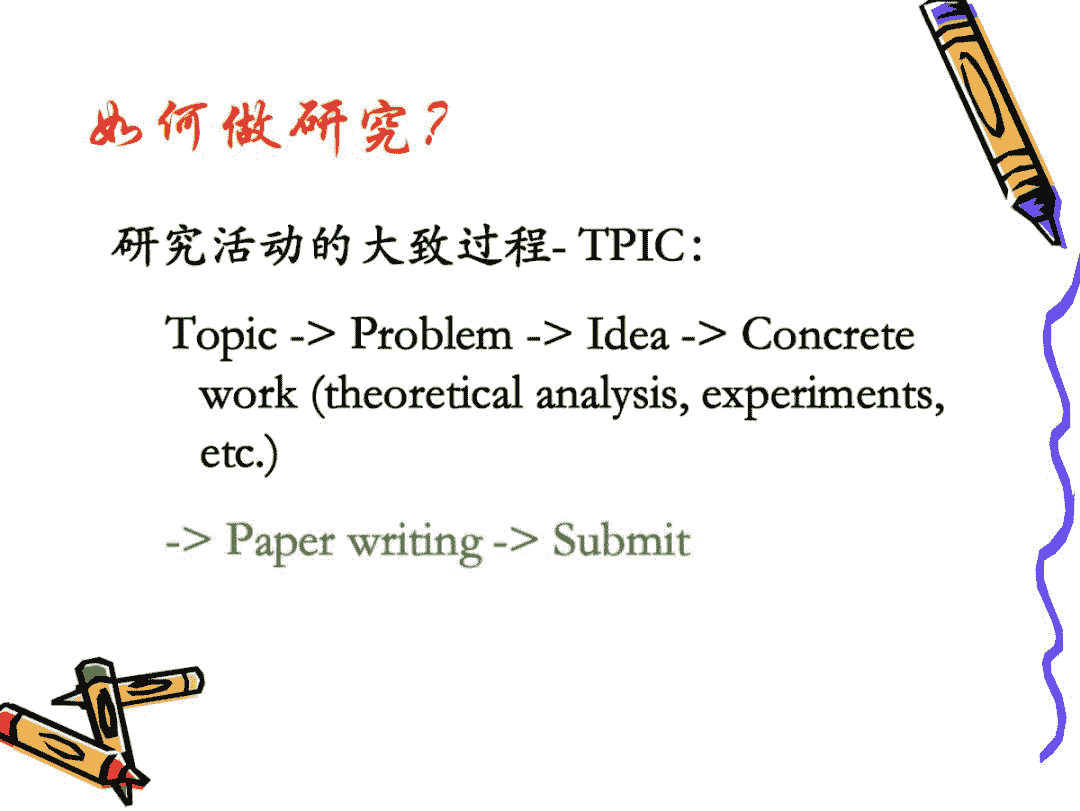 如何做研究？
研究活动的大致过程- TPIC：
Topic -> Problem -> Idea -> Concrete
work (theoretical analysis, experiments,
etc.)
-> Paper writing -> Submit